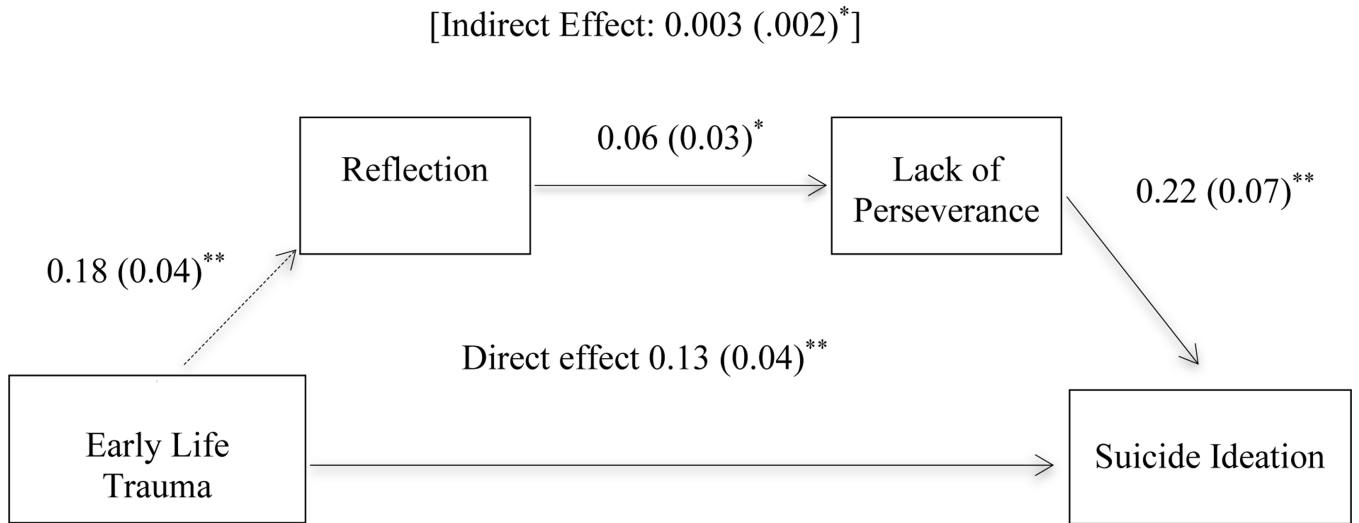 [Indirect Effect: 0.003 (.002)*]
0.06 (0.03)*
Reflection
Lack of
Perseverance
0.22 (0.07)**
0.18 (0.04)**
Direct effect 0.13 (0.04)**
Early Life
Trauma
Suicide Ideation